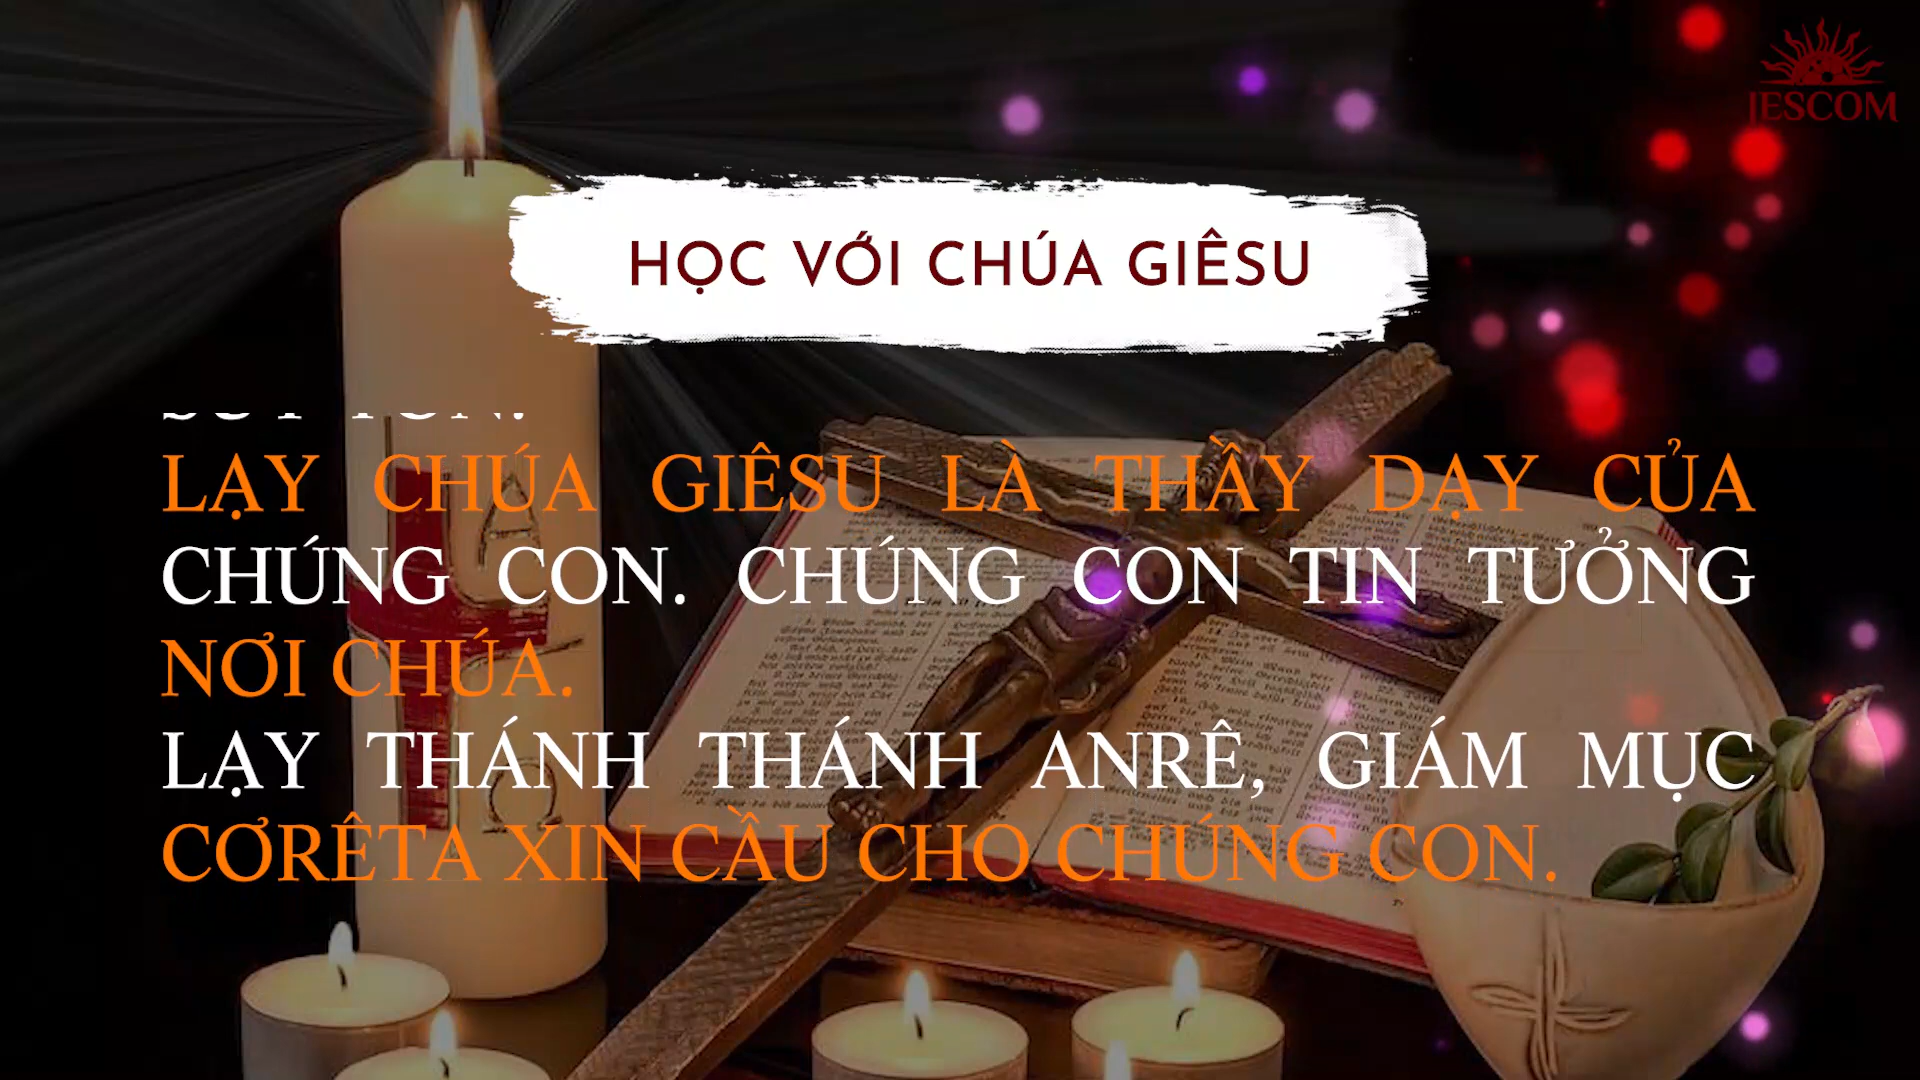 JESCOM
HỌC VỚI CHÚA GIÊSU
LẠY CHÚA GIÊSU LÀ THẦY DẠY CỦA
CHÚNG CON. CHÚNG CON TIN TƯỞNG
NƠI CHÚA.
LẠY THÁNH THÁNH ANRÊ, GIÁM MỤC
CƠRÊTA XIN CẦU CHO CHÚNG CON.